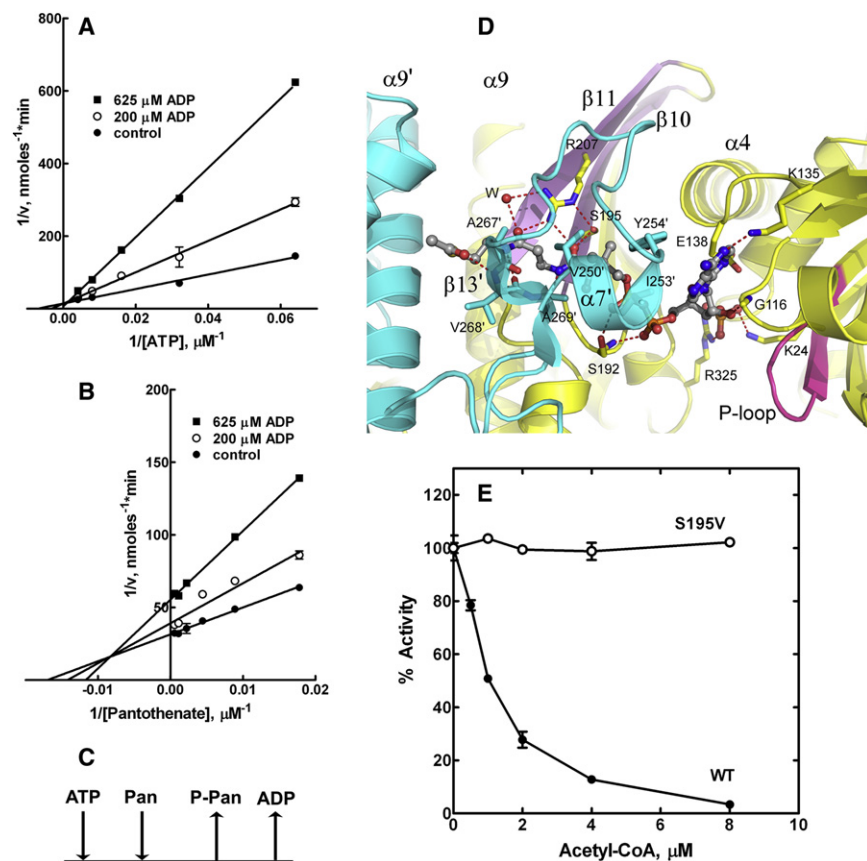 A
800
600
400
200
0
0.00
0.02
0.04
0.06
1/v, nmoles⁻¹*min
■ 625 μM ADP
○ 200 μM ADP
● control
1/[ATP], μM⁻¹
B
200
150
100
50
-0.01
0.00
0.01
0.02
1/v, nmoles⁻¹*min
■ 625 μM ADP
○ 200 μM ADP
● control
1/[Pantothenate], μM⁻¹
C
ATP Pan P-Pan ADP
D
α9'
α9
β11
β10
R207
α4
K135
W
A267'
S195
Y254'
E138
β13'
V250'
α7'
I253'
G116
V268'
A269'
S192
K24
R325
P-loop
E
120
100
80
60
40
20
0
0 2 4 6 8 10
% Activity
S195V
WT
Acetyl-CoA, μM